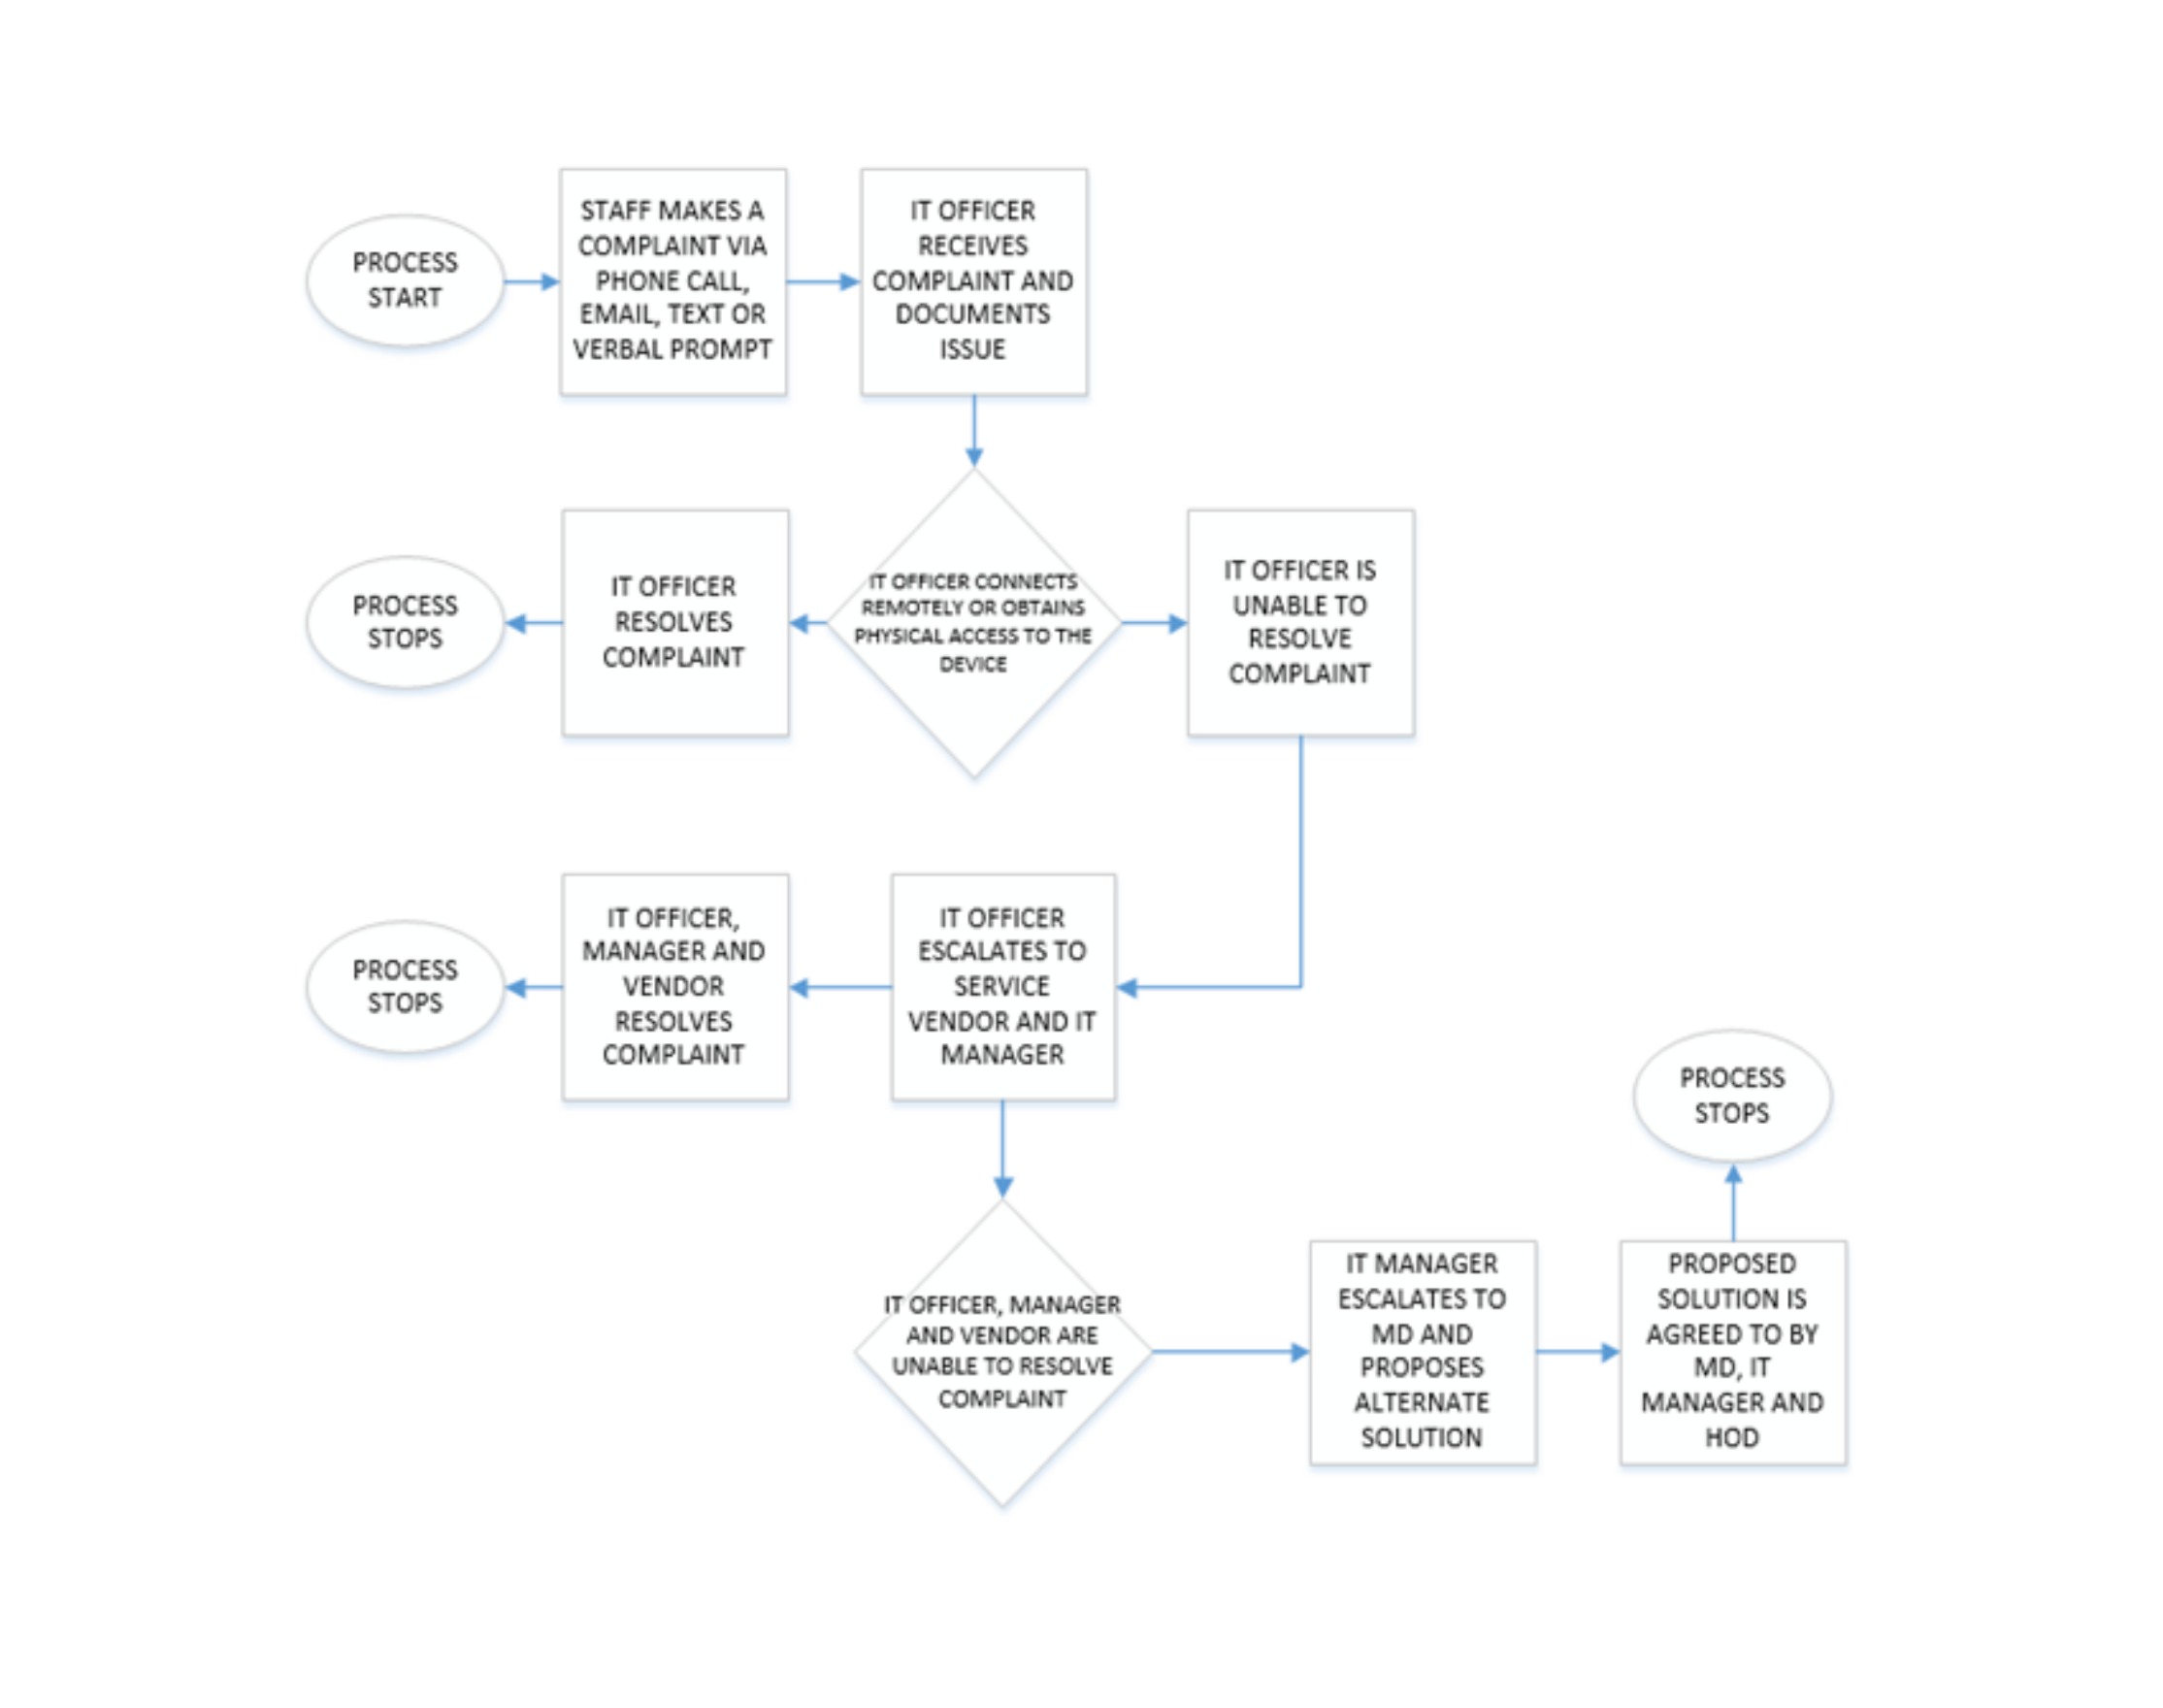 PROCESS
START
STAFF MAKES A
COMPLAINT VIA
PHONE CALL,
EMAIL, TEXT OR
VERBAL PROMPT
IT OFFICER
RECEIVES
COMPLAINT AND
DOCUMENTS
ISSUE
PROCESS
STOPS
IT OFFICER
RESOLVES
COMPLAINT
IT OFFICER CONNECTS
REMOTELY OR OBTAINS
PHYSICAL ACCESS TO THE
DEVICE
IT OFFICER IS
UNABLE TO
RESOLVE
COMPLAINT
PROCESS
STOPS
IT OFFICER,
MANAGER AND
VENDOR
RESOLVES
COMPLAINT
IT OFFICER
ESCALATES TO
SERVICE
VENDOR AND IT
MANAGER
PROCESS
STOPS
IT OFFICER, MANAGER
AND VENDOR ARE
UNABLE TO RESOLVE
COMPLAINT
IT MANAGER
ESCALATES TO
MD AND
PROPOSES
ALTERNATE
SOLUTION
PROPOSED
SOLUTION IS
AGREED TO BY
MD, IT
MANAGER AND
HOD